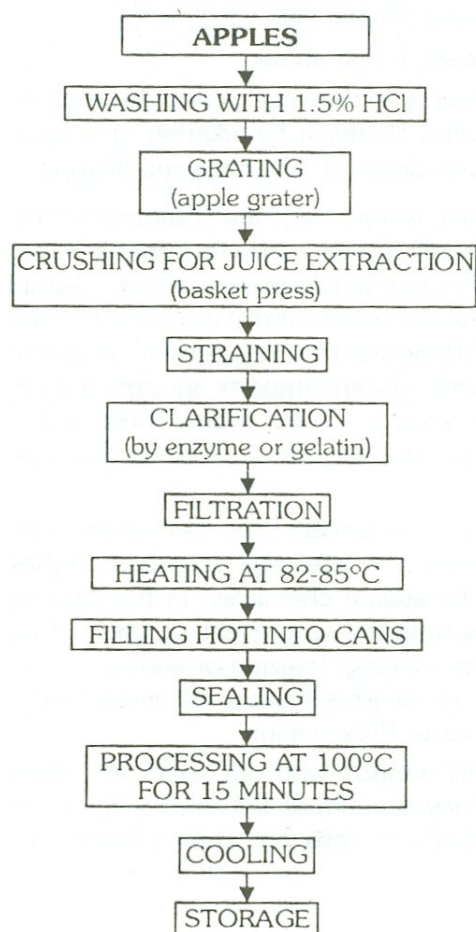 APPLES
WASHING WITH 1.5% HCl
GRATING
(apple grater)
CRUSHING FOR JUICE EXTRACTION
(basket press)
STRAINING
CLARIFICATION
(by enzyme or gelatin)
FILTRATION
HEATING AT 82-85°C
FILLING HOT INTO CANS
SEALING
PROCESSING AT 100°C
FOR 15 MINUTES
COOLING
STORAGE